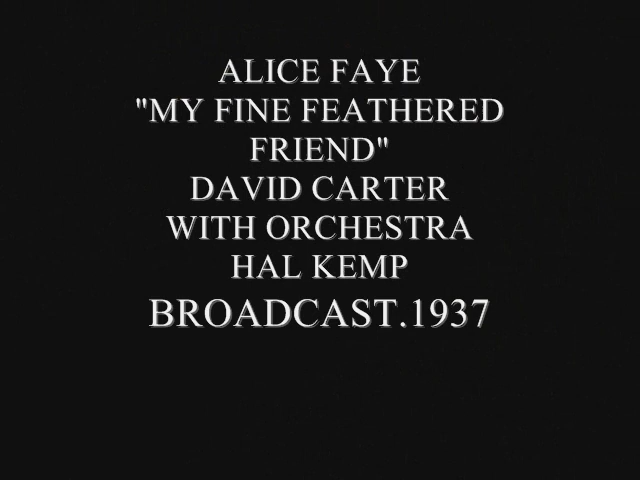 ALICE FAYE
"MY FINE FEATHERED
FRIEND"
DAVID CARTER
WITH ORCHESTRA
HAL KEMP
BROADCAST.1937